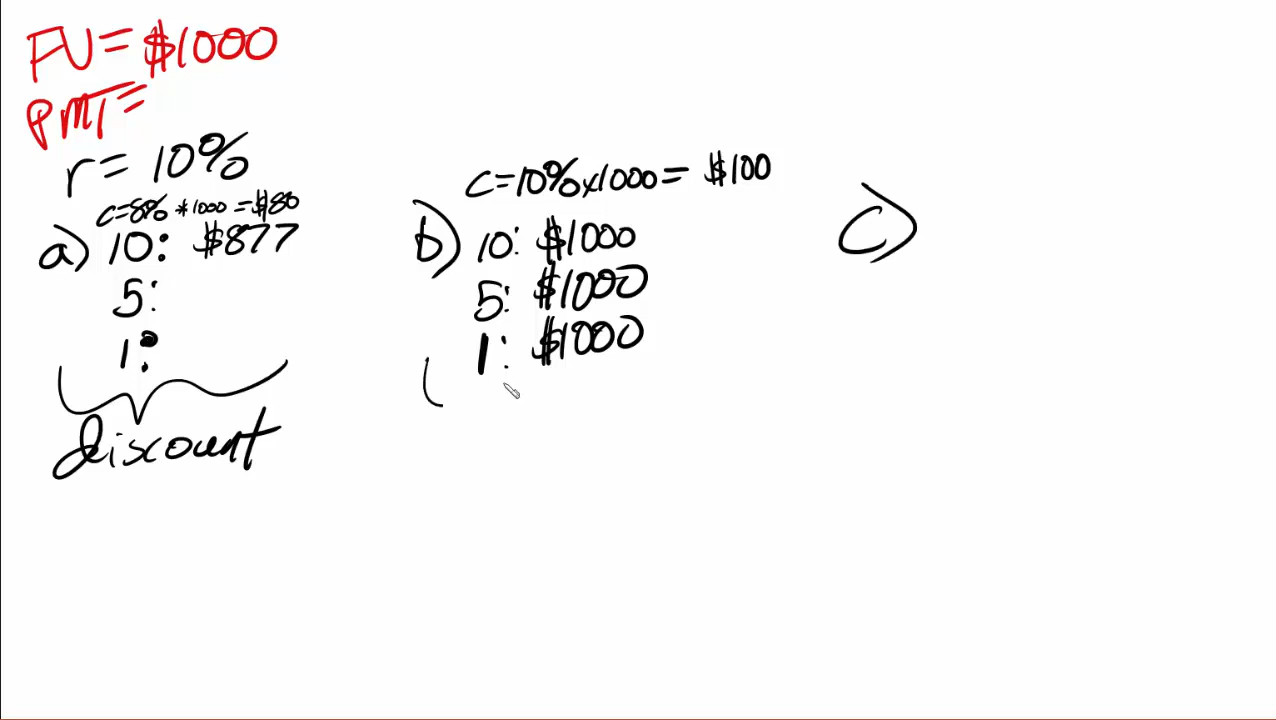 FV= $1000
PMT=
r= 10%
c=8% *1000 =$80
a) 10: $877
5:
1:
discount
c=10%x1000= $100
b) 10: $1000
5: $1000
1: $1000
c)